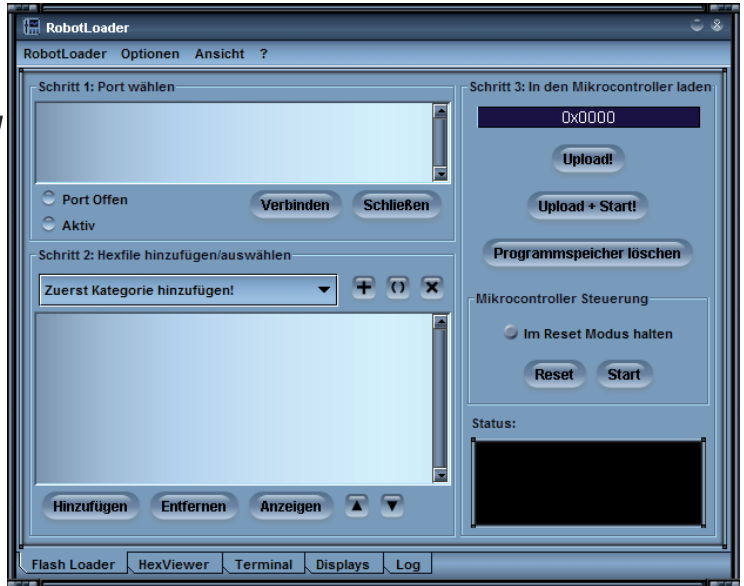 RobotLoader
RobotLoader Optionen Ansicht ?
Schritt 1: Port wählen
Port Offen
Aktiv
Verbinden Schließen
Schritt 2: Hexfile hinzufügen/auswählen
Zuerst Kategorie hinzufügen!
Hinzufügen Entfernen Anzeigen
Schritt 3: In den Mikrocontroller laden
0x0000
Upload!
Upload + Start!
Programmspeicher löschen
Mikrocontroller Steuerung
Im Reset Modus halten
Reset Start
Status:
Flash Loader HexViewer Terminal Displays Log